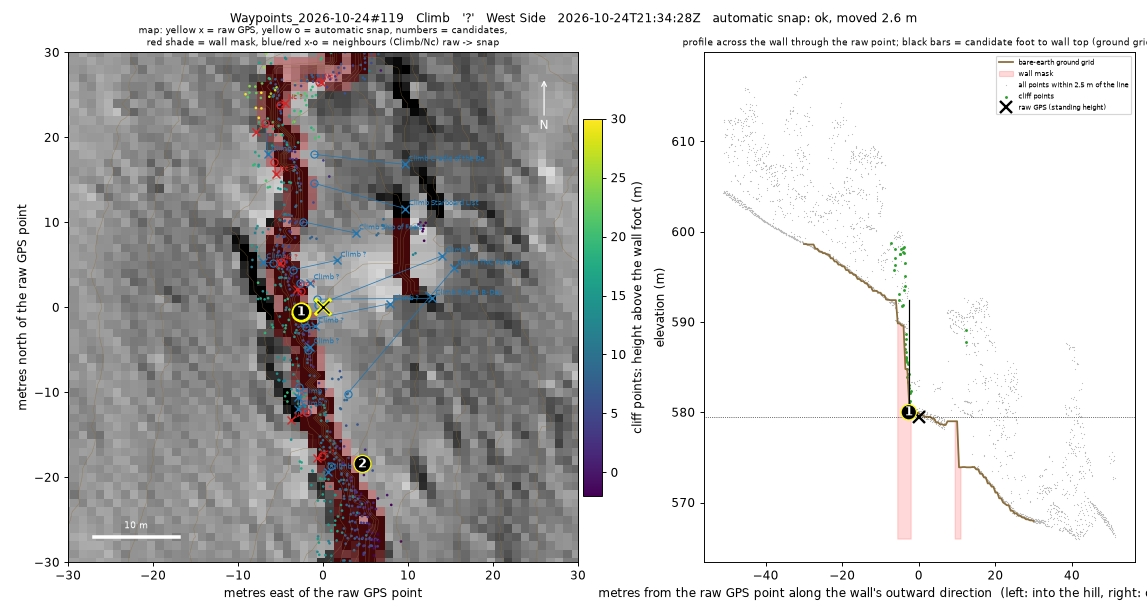 Waypoints_2026-10-24#119   Climb   '?'   West Side   2026-10-24T21:34:28Z   automatic snap: ok, moved 2.6 m
map: yellow x = raw GPS, yellow o = automatic snap, numbers = candidates,
red shade = wall mask, blue/red x-o = neighbours (Climb/Nc) raw -> snap
profile across the wall through the raw point; black bars = candidate foot to wall top (ground gri
metres north of the raw GPS point
20
10
0
−10
−20
−30
−30
−20
−10
0
10
20
30
metres east of the raw GPS point
N
10 m
1
2
Climb ?
Climb ?
Climb ?
30
25
20
15
10
5
0
cliff points: height above the wall foot (m)
elevation (m)
610
600
590
580
570
−40
−20
0
20
40
metres from the raw GPS point along the wall's outward direction  (left: into the hill, right:
bare-earth ground grid
wall mask
all points within 2.5 m of the line
cliff points
raw GPS (standing height)
1